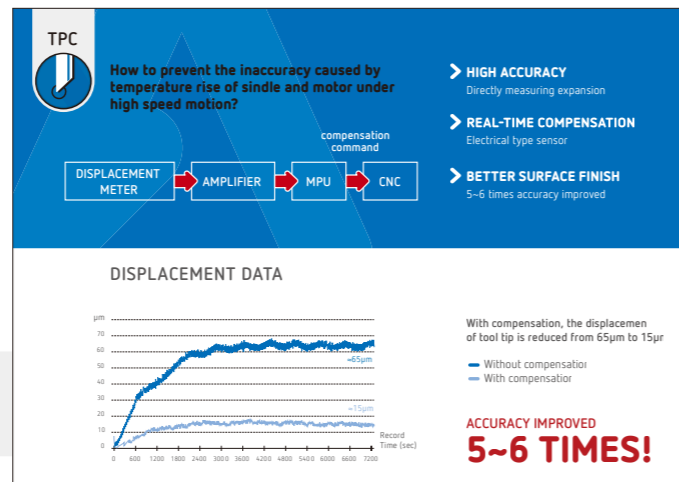 TPC
How to prevent the inaccuracy caused by
temperature rise of sindle and motor under
high speed motion?
compensation
command
DISPLACEMENT
METER
AMPLIFIER
MPU
CNC
HIGH ACCURACY
Directly measuring expansion
REAL-TIME COMPENSATION
Electrical type sensor
BETTER SURFACE FINISH
5~6 times accuracy improved
DISPLACEMENT DATA
µm
70
60
50
40
30
20
10
0
≈65µm
≈15µm
Record
Time (sec)
0 600 1200 1800 2400 3000 3600 4200 4800 5400 6000 6600 7200
With compensation, the displacemen
of tool tip is reduced from 65µm to 15µr
Without compensation
With compensation
ACCURACY IMPROVED
5~6 TIMES!